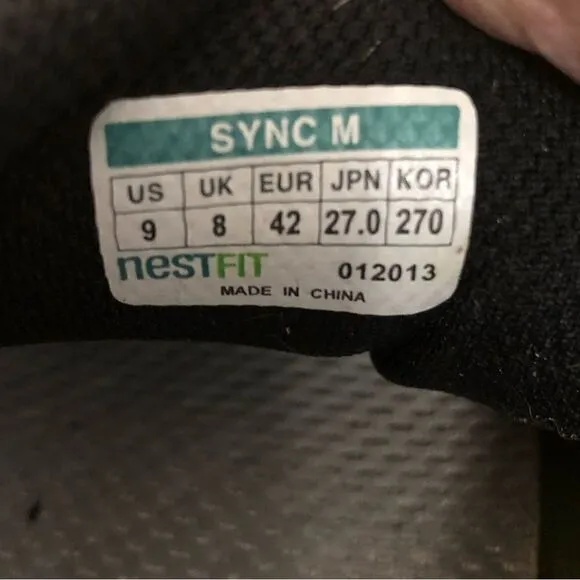 SYNC M
US UK EUR JPN KOR
9 8 42 27.0 270
nesTFIT 012013
MADE IN CHINA